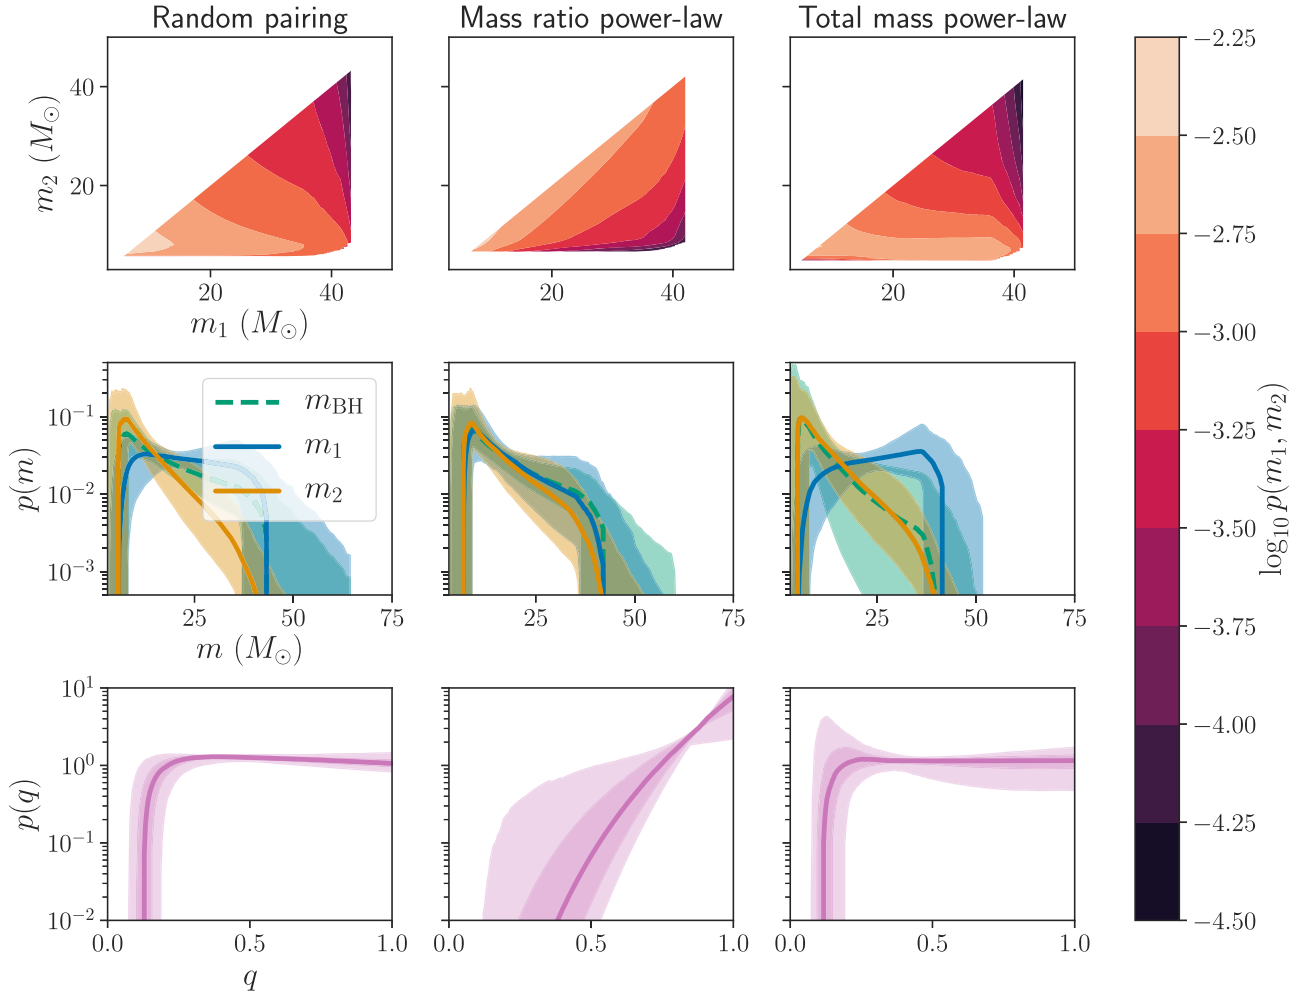 Random pairing
Mass ratio power-law
Total mass power-law
m₂ (M⊙)
40
20
20 40
20 40
20 40
m₁ (M⊙)
−2.25
−2.50
−2.75
−3.00
−3.25
−3.50
−3.75
−4.00
−4.25
−4.50
log₁₀ p(m₁, m₂)
p(m)
10⁻¹
10⁻²
10⁻³
m_BH
m₁
m₂
25 50 75
25 50 75
25 50 75
m (M⊙)
p(q)
10¹
10⁰
10⁻¹
10⁻²
0.0 0.5 1.0
0.0 0.5 1.0
0.0 0.5 1.0
q